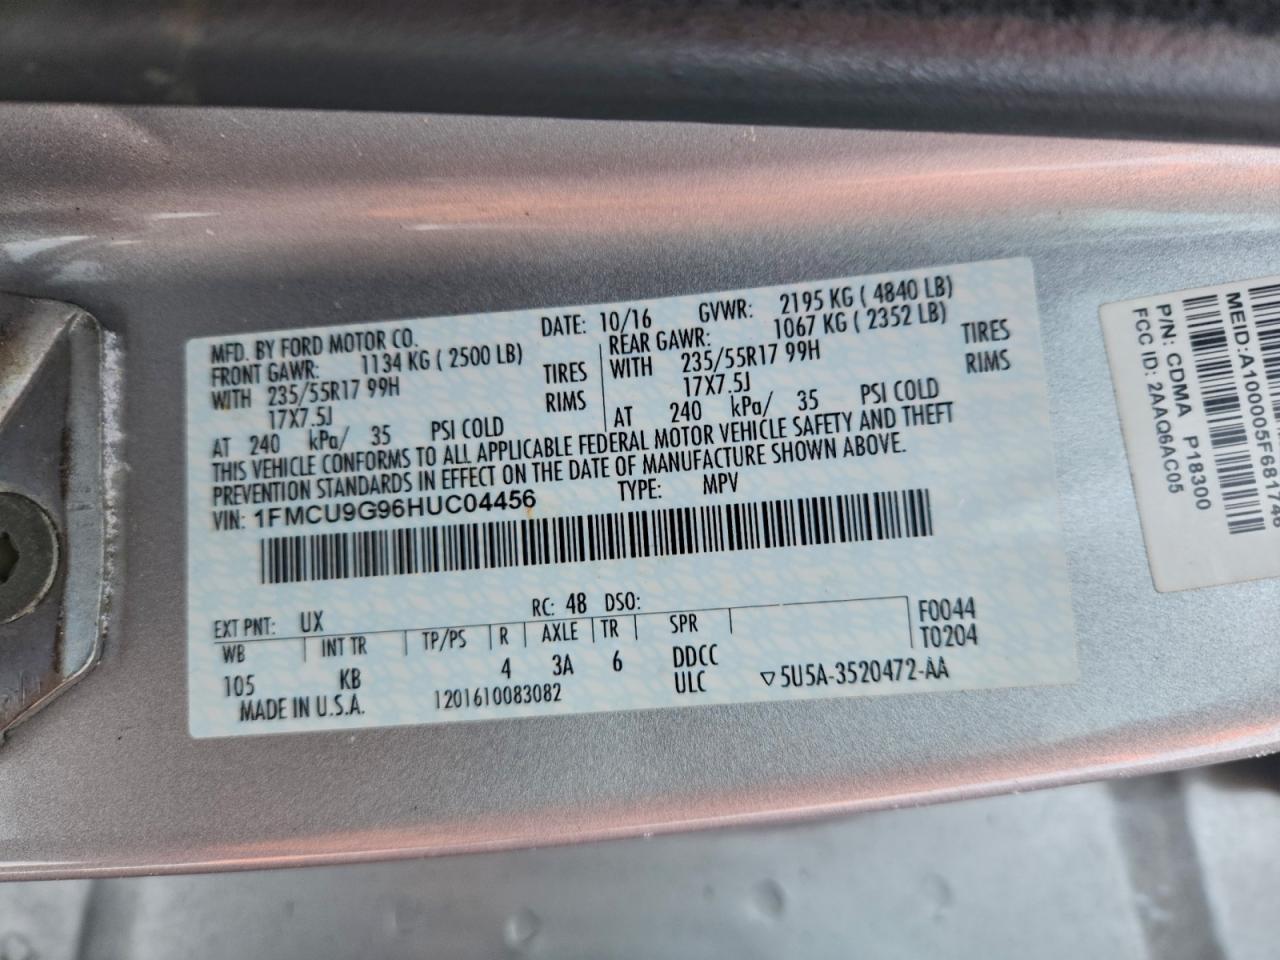 MFD. BY FORD MOTOR CO.
DATE: 10/16 GVWR: 2195 KG ( 4840 LB)
FRONT GAWR: 1134 KG ( 2500 LB)
WITH 235/55R17 99H TIRES
17X7.5J RIMS
AT 240 kPa/ 35 PSI COLD
REAR GAWR: 1067 KG ( 2352 LB)
WITH 235/55R17 99H TIRES
17X7.5J RIMS
AT 240 kPa/ 35 PSI COLD
THIS VEHICLE CONFORMS TO ALL APPLICABLE FEDERAL MOTOR VEHICLE SAFETY AND THEFT
PREVENTION STANDARDS IN EFFECT ON THE DATE OF MANUFACTURE SHOWN ABOVE.
VIN: 1FMCU9G96HUC04456 TYPE: MPV
EXT PNT: UX RC: 48 DSO:
WB INT TR TP/PS R AXLE TR SPR F0044
T0204
105 KB 4 3A 6 DDCC
ULC ▽5U5A-3520472-AA
MADE IN U.S.A. 1201610083082
MEID:A100005F681748
P/N: CDMA P18300
FCC ID: 2AAQ6AC05